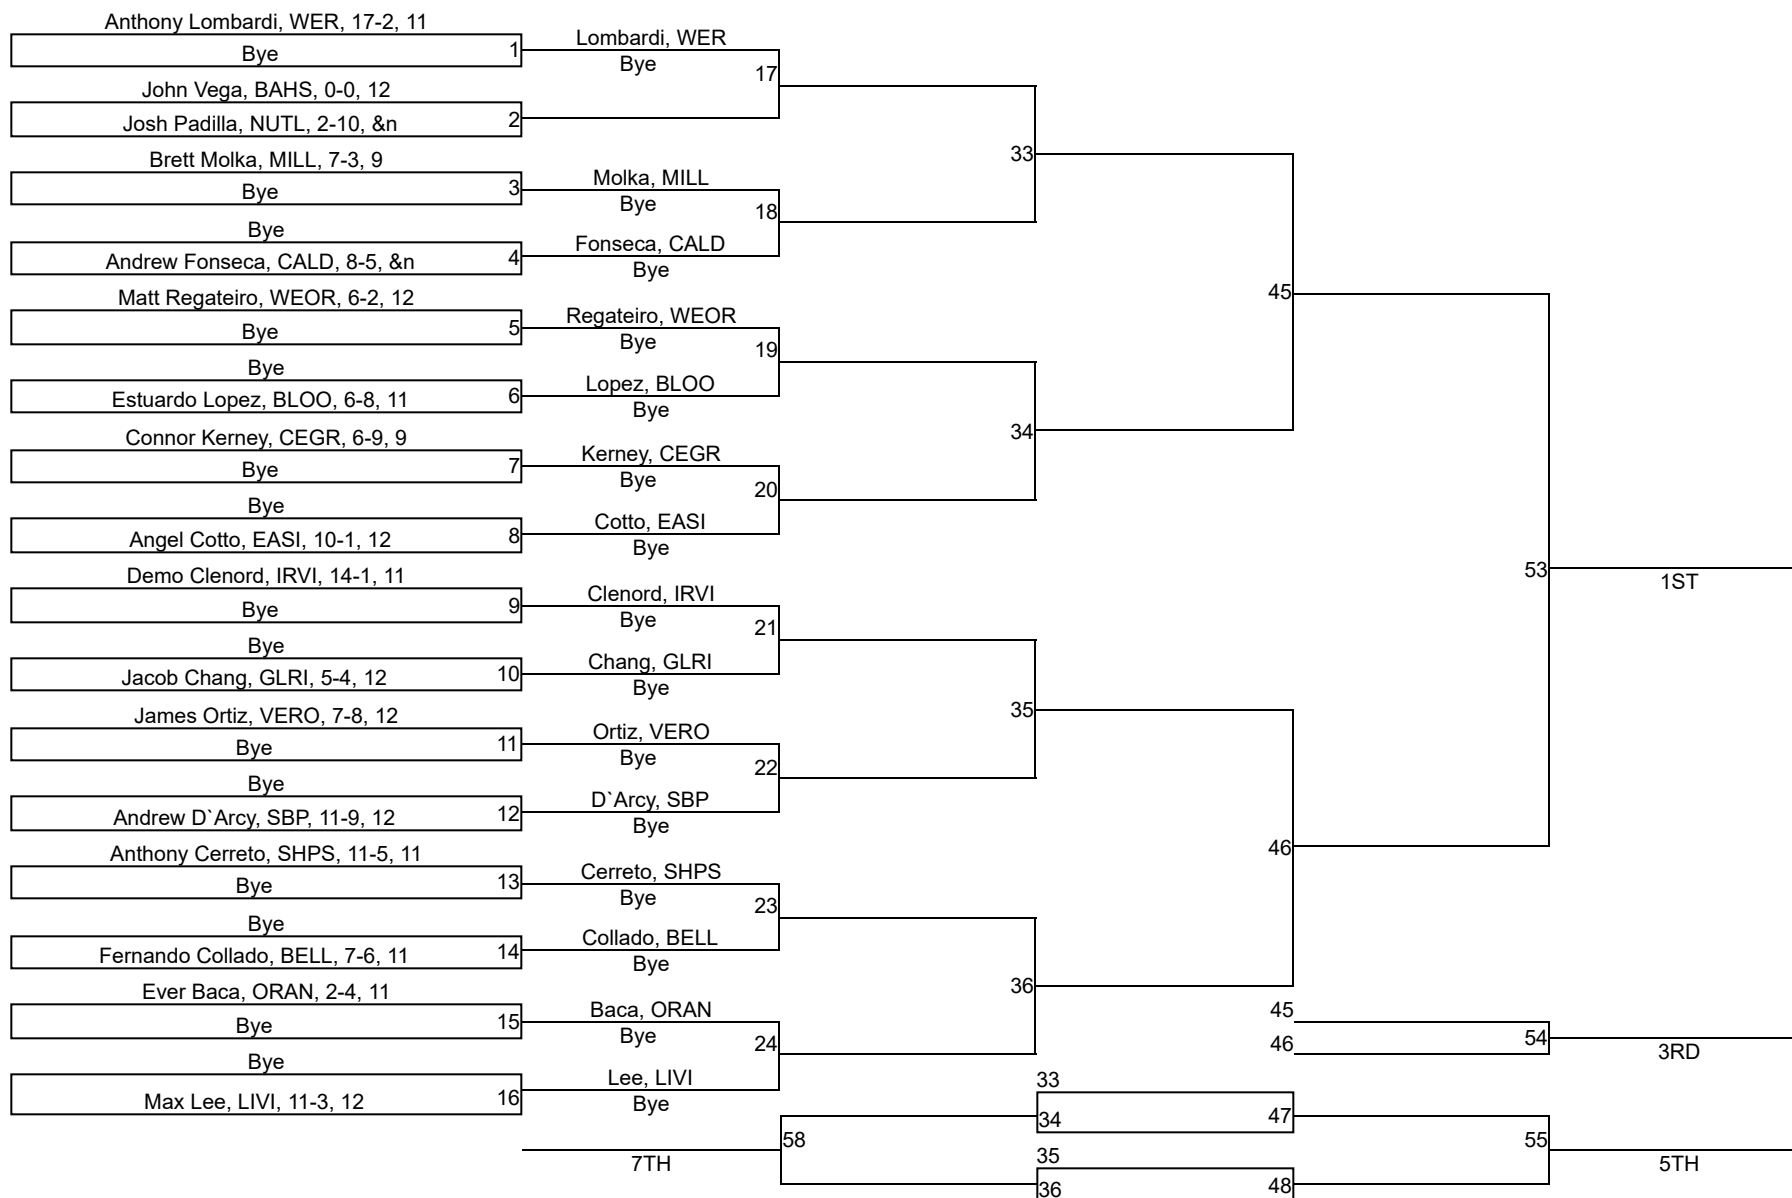 Anthony Lombardi, WER, 17-2, 11
Bye
1
John Vega, BAHS, 0-0, 12
Josh Padilla, NUTL, 2-10, &n
2
Brett Molka, MILL, 7-3, 9
Bye
3
Bye
Andrew Fonseca, CALD, 8-5, &n
4
Matt Regateiro, WEOR, 6-2, 12
Bye
5
Bye
Estuardo Lopez, BLOO, 6-8, 11
6
Connor Kerney, CEGR, 6-9, 9
Bye
7
Bye
Angel Cotto, EASI, 10-1, 12
8
Demo Clenord, IRVI, 14-1, 11
Bye
9
Bye
Jacob Chang, GLRI, 5-4, 12
10
James Ortiz, VERO, 7-8, 12
Bye
11
Bye
Andrew D`Arcy, SBP, 11-9, 12
12
Anthony Cerreto, SHPS, 11-5, 11
Bye
13
Bye
Fernando Collado, BELL, 7-6, 11
14
Ever Baca, ORAN, 2-4, 11
Bye
15
Bye
Max Lee, LIVI, 11-3, 12
16
Lombardi, WER
Bye
17
Molka, MILL
Bye
18
Fonseca, CALD
Bye
Regateiro, WEOR
Bye
19
Lopez, BLOO
Bye
Kerney, CEGR
Bye
20
Cotto, EASI
Bye
Clenord, IRVI
Bye
21
Chang, GLRI
Bye
Ortiz, VERO
Bye
22
D`Arcy, SBP
Bye
Cerreto, SHPS
Bye
23
Collado, BELL
Bye
Baca, ORAN
Bye
24
Lee, LIVI
Bye
33
34
35
36
45
46
53
1ST
45
46
54
3RD
33
34
47
35
36
48
55
5TH
58
7TH